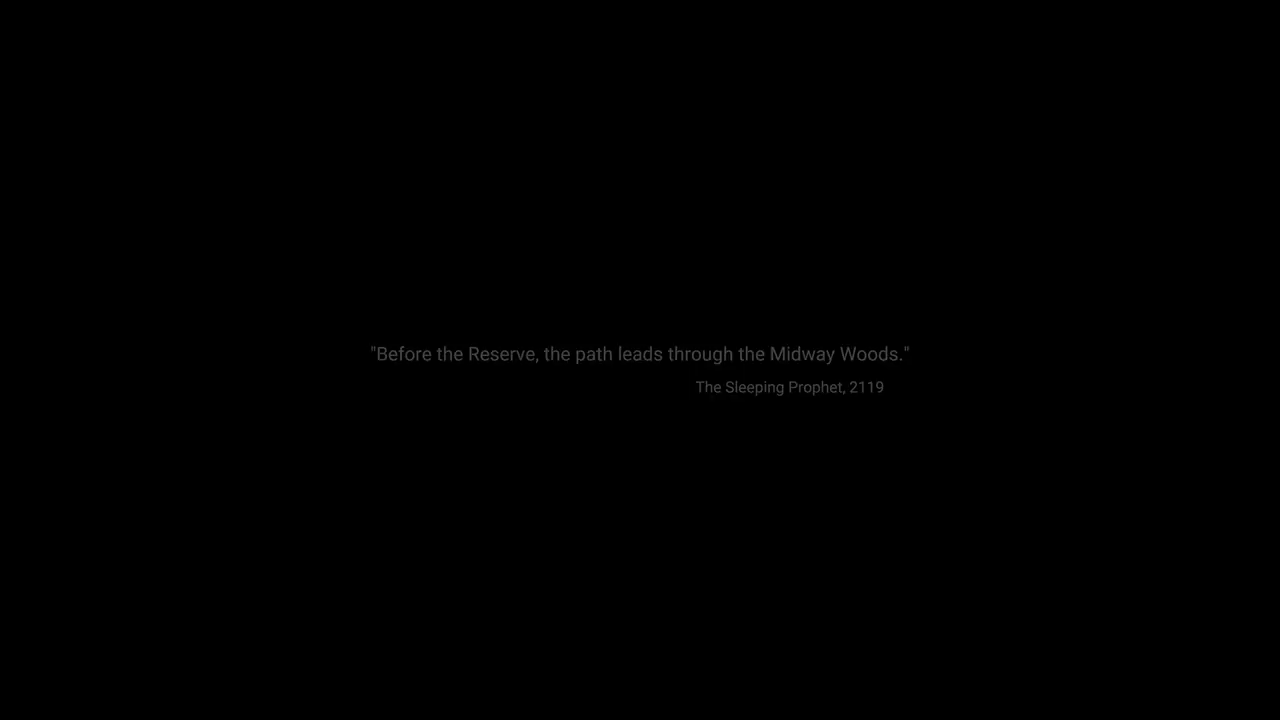 "Before the Reserve, the path leads through the Midway Woods."
The Sleeping Prophet, 2119